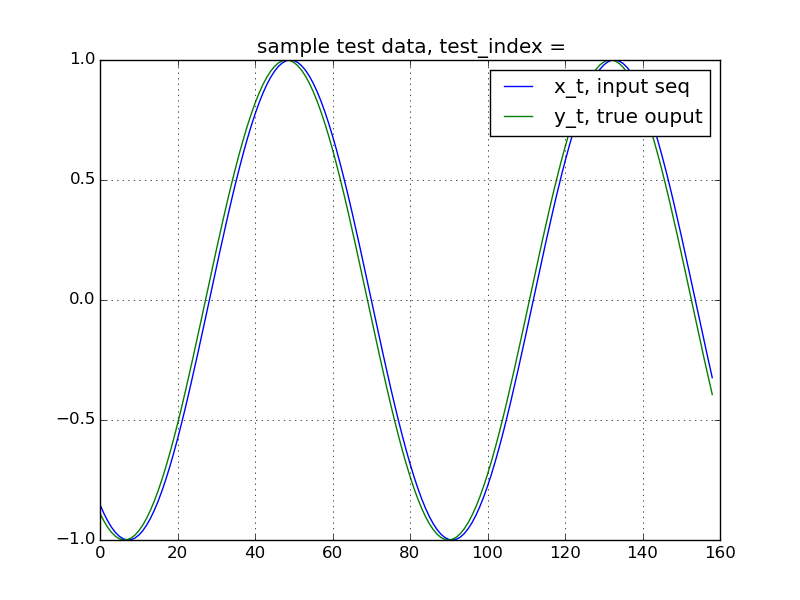 sample test data, test_index =
x_t, input seq
y_t, true ouput
1.0
0.5
0.0
−0.5
−1.0
0 20 40 60 80 100 120 140 160